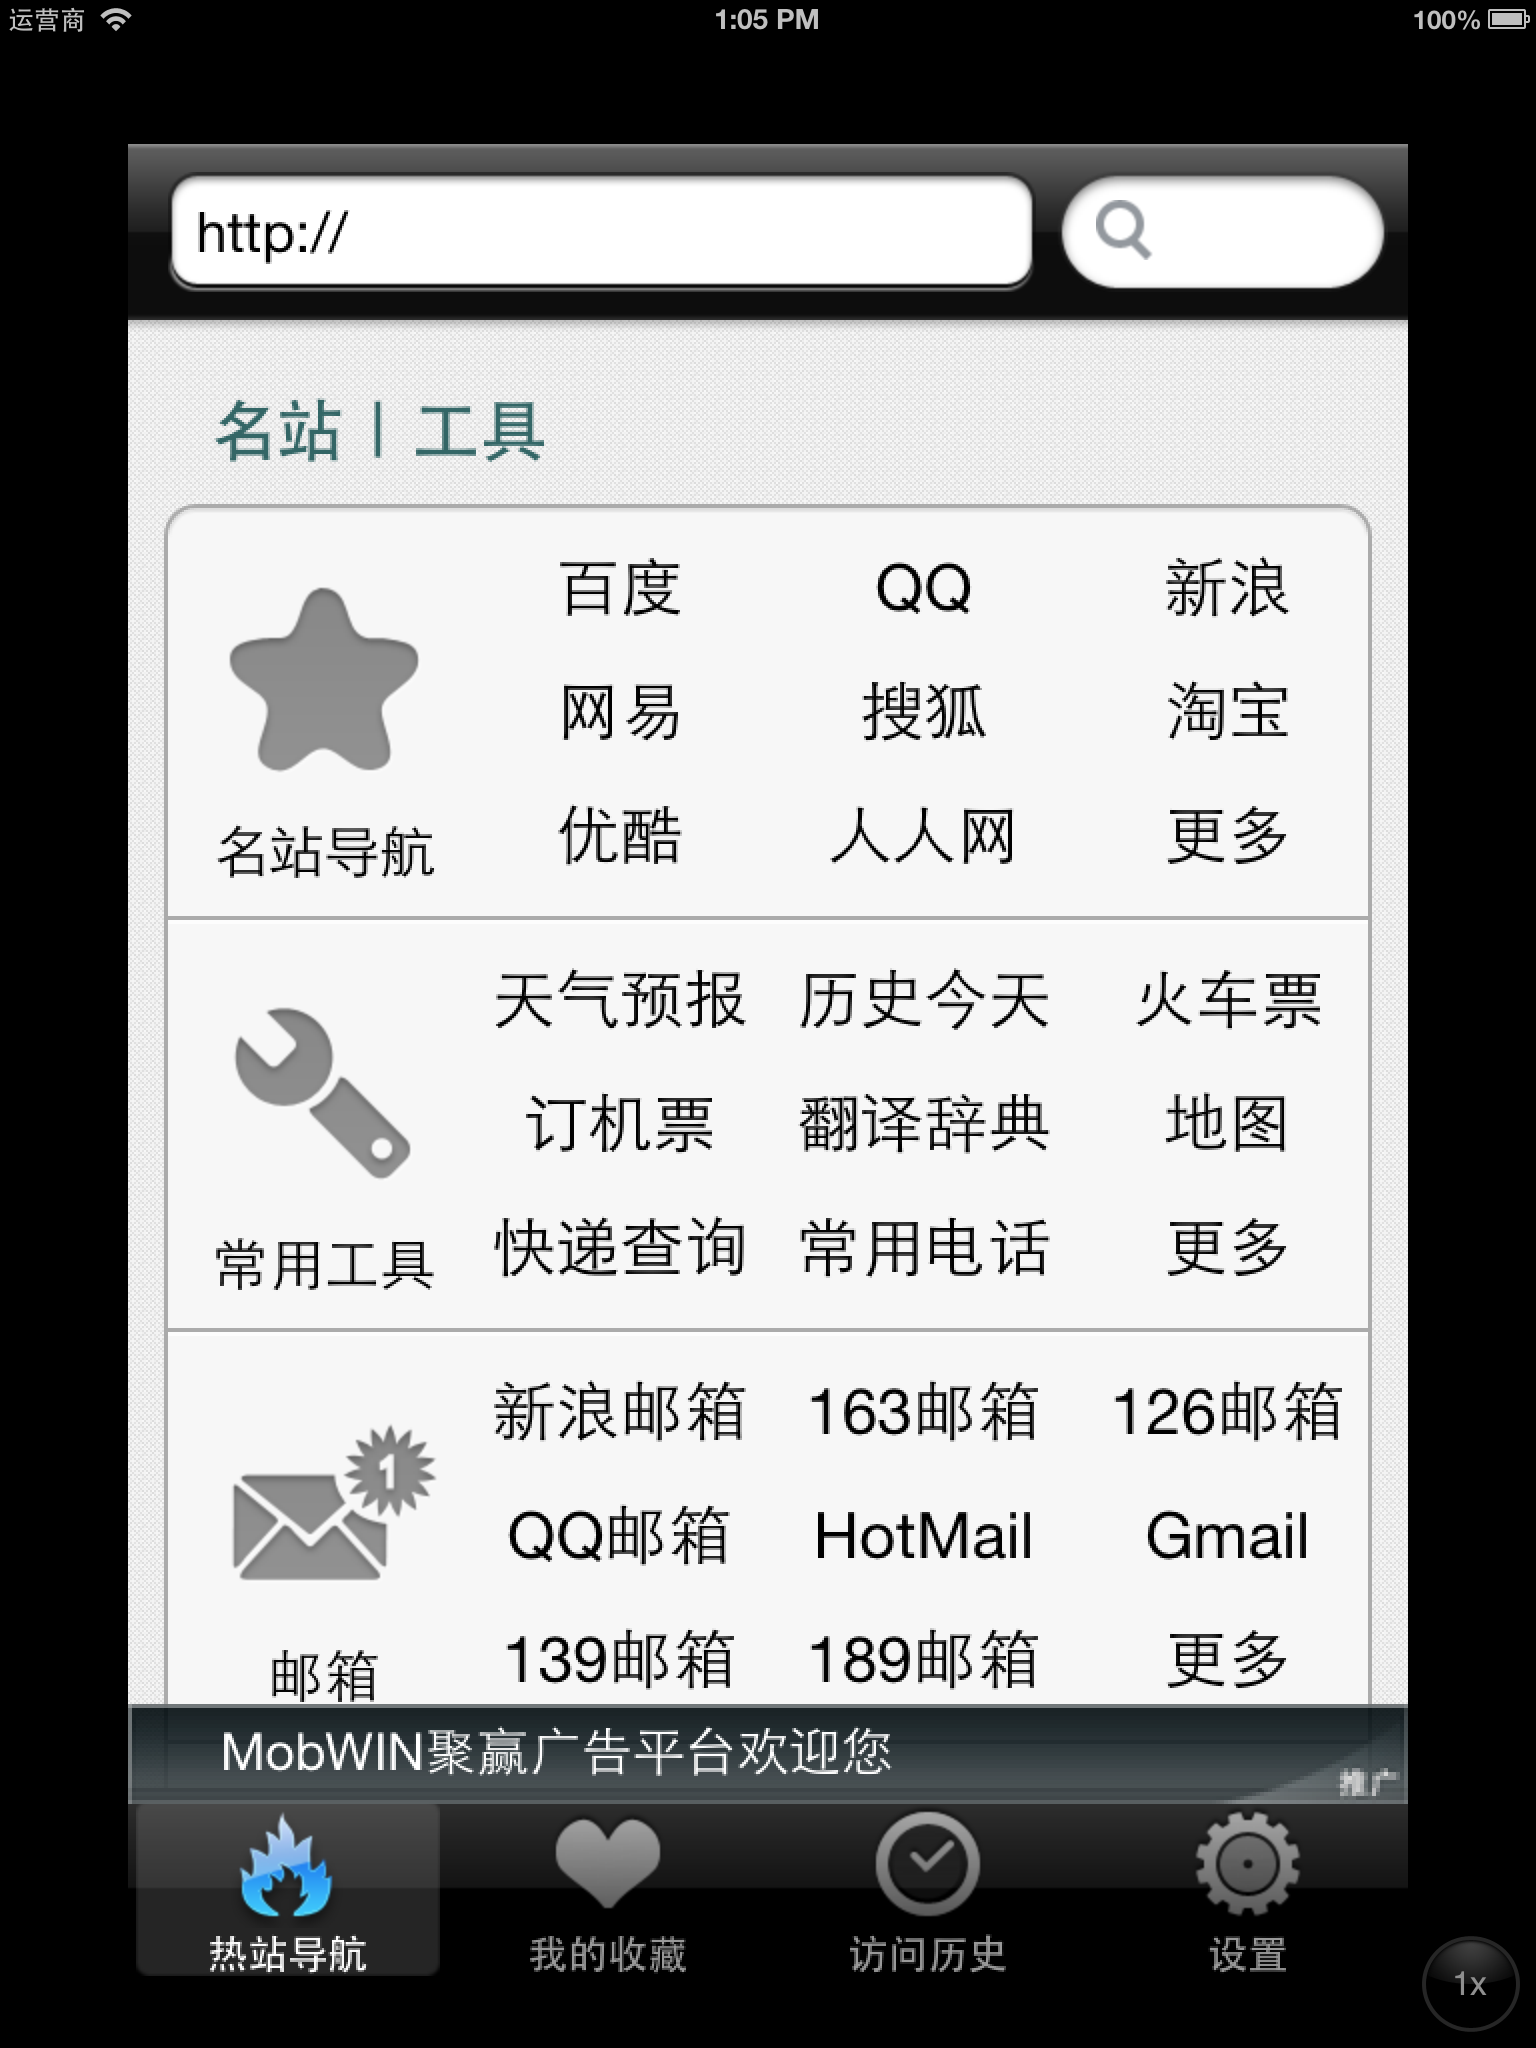 运营商 1:05 PM 100%
http://
名站 | 工具
百度 QQ 新浪
网易 搜狐 淘宝
优酷 人人网 更多
名站导航
天气预报 历史今天 火车票
订机票 翻译辞典 地图
快递查询 常用电话 更多
常用工具
新浪邮箱 163邮箱 126邮箱
1
QQ邮箱 HotMail Gmail
139邮箱 189邮箱 更多
邮箱
MobWIN聚赢广告平台欢迎您
推广
热站导航 我的收藏 访问历史 设置
1x